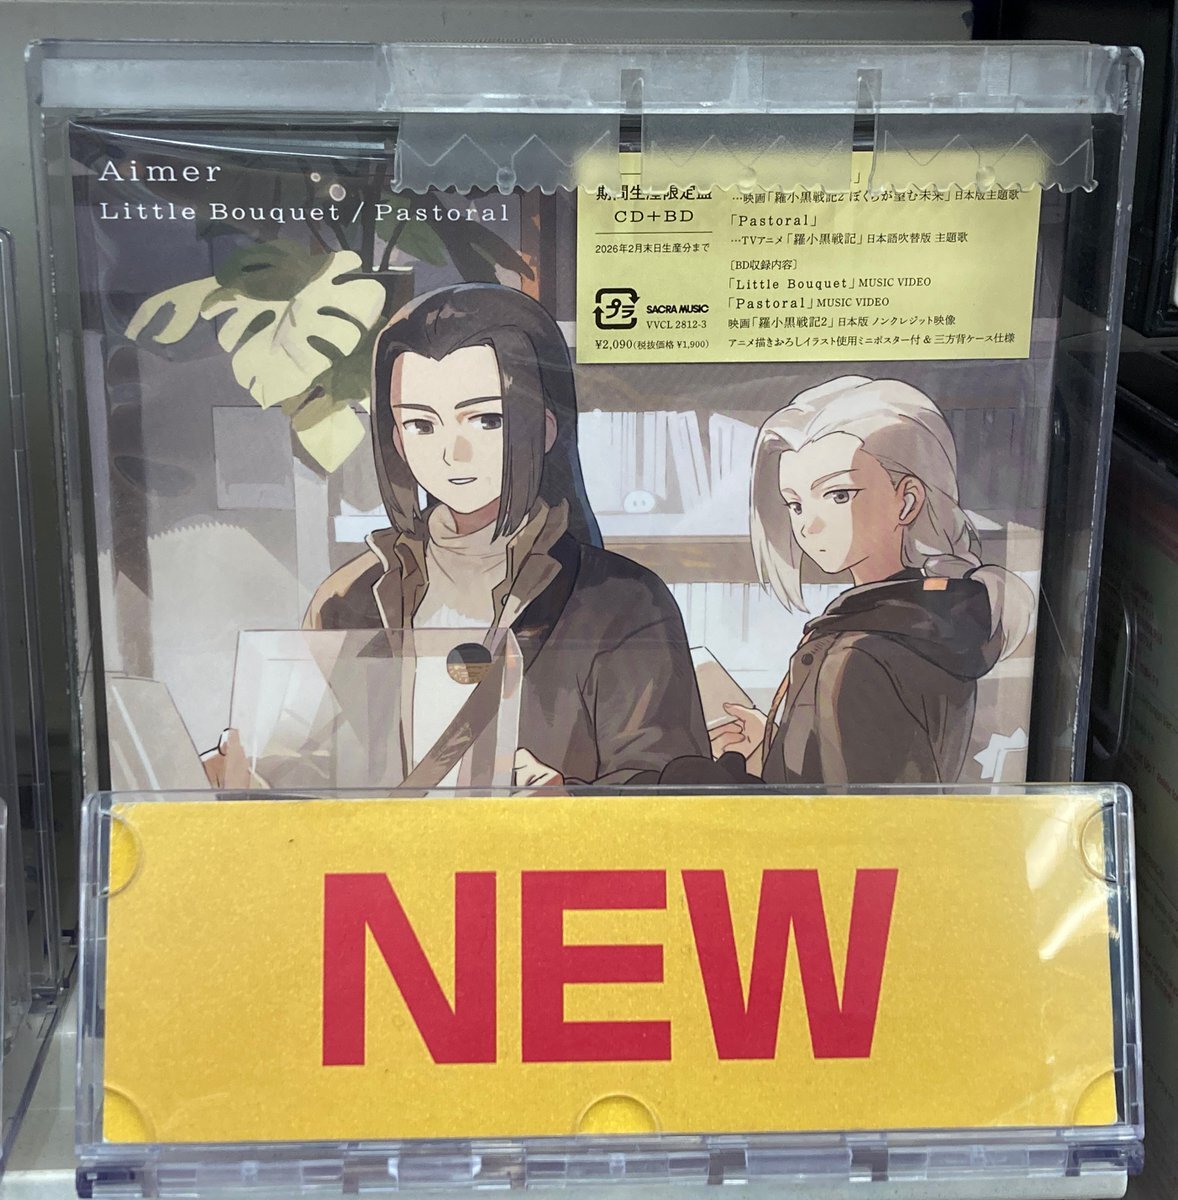 Aimer
Little Bouquet / Pastoral
期間生産限定盤
CD+BD
2026年2月末日生産分まで
プラ
SACRA MUSIC
VVCL 2812-3
¥2,090(税抜価格 ¥1,900)
」
…映画「羅小黒戦記2 ぼくらが望む未来」日本版主題歌
「Pastoral」
…TVアニメ「羅小黒戦記」日本語吹替版 主題歌
〔BD収録内容〕
「Little Bouquet」MUSIC VIDEO
「Pastoral」MUSIC VIDEO
映画「羅小黒戦記2」日本版 ノンクレジット映像
アニメ描きおろしイラスト使用ミニポスター付 & 三方背ケース仕様
NEW